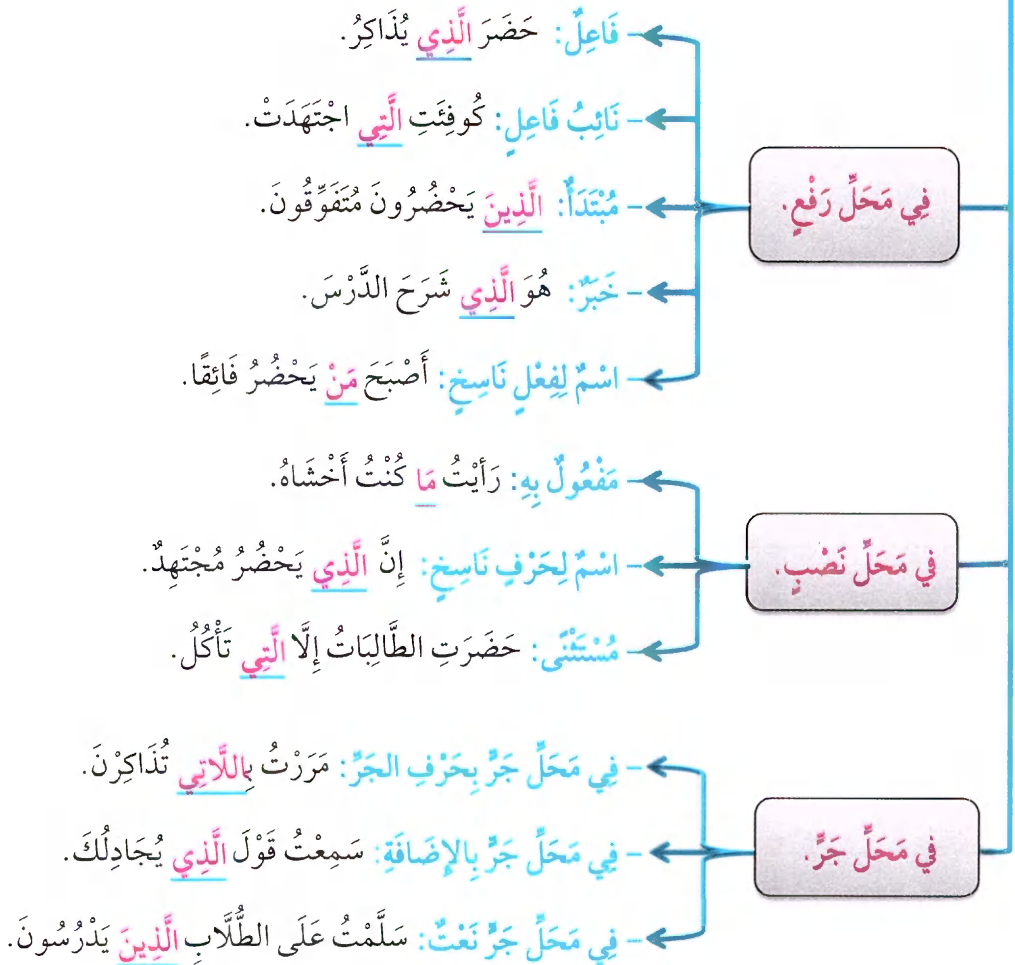 فِي مَحَلِّ رَفْعٍ.
- فَاعِلٌ: حَضَرَ الَّذِي يُذَاكِرُ.
- نَائِبُ فَاعِلٍ: كُوفِئَتِ الَّتِي اجْتَهَدَتْ.
- مُبْتَدَأٌ: الَّذِينَ يَحْضُرُونَ مُتَفَوِّقُونَ.
- خَبَرٌ: هُوَ الَّذِي شَرَحَ الدَّرْسَ.
- اسْمٌ لِفِعْلٍ نَاسِخٍ: أَصْبَحَ مَنْ يَحْضُرُ فَائِقًا.
فِي مَحَلِّ نَصْبٍ.
- مَفْعُولٌ بِهِ: رَأَيْتُ مَا كُنْتُ أَخْشَاهُ.
- اسْمٌ لِحَرْفٍ نَاسِخٍ: إِنَّ الَّذِي يَحْضُرُ مُجْتَهِدٌ.
- مُسْتَثْنًى: حَضَرَتِ الطَّالِبَاتُ إِلَّا الَّتِي تَأْكُلُ.
فِي مَحَلِّ جَرٍّ.
- فِي مَحَلِّ جَرٍّ بِحَرْفِ الجَرِّ: مَرَرْتُ بِاللَّاتِي تُذَاكِرْنَ.
- فِي مَحَلِّ جَرٍّ بِالإِضَافَةِ: سَمِعْتُ قَوْلَ الَّذِي يُجَادِلُكَ.
- فِي مَحَلِّ جَرٍّ نَعْتٌ: سَلَّمْتُ عَلَى الطُّلَّابِ الَّذِينَ يَدْرُسُونَ.